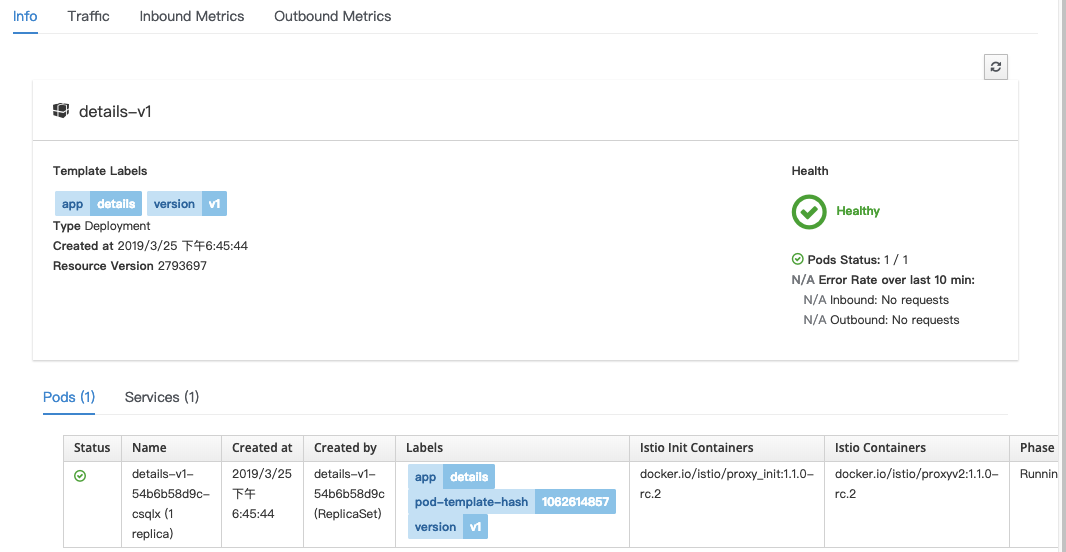 Info Traffic Inbound Metrics Outbound Metrics
details-v1
Template Labels
app details version v1
Type Deployment
Created at 2019/3/25 下午6:45:44
Resource Version 2793697
Health
Healthy
Pods Status: 1 / 1
N/A Error Rate over last 10 min:
N/A Inbound: No requests
N/A Outbound: No requests
Pods (1) Services (1)
Status Name Created at Created by Labels Istio Init Containers Istio Containers Phase
details-v1-
54b6b58d9c-
csqlx (1
replica)
2019/3/25
下午
6:45:44
details-v1-
54b6b58d9c
(ReplicaSet)
app details
pod-template-hash 1062614857
version v1
docker.io/istio/proxy_init:1.1.0-
rc.2
docker.io/istio/proxyv2:1.1.0-
rc.2
Runnin